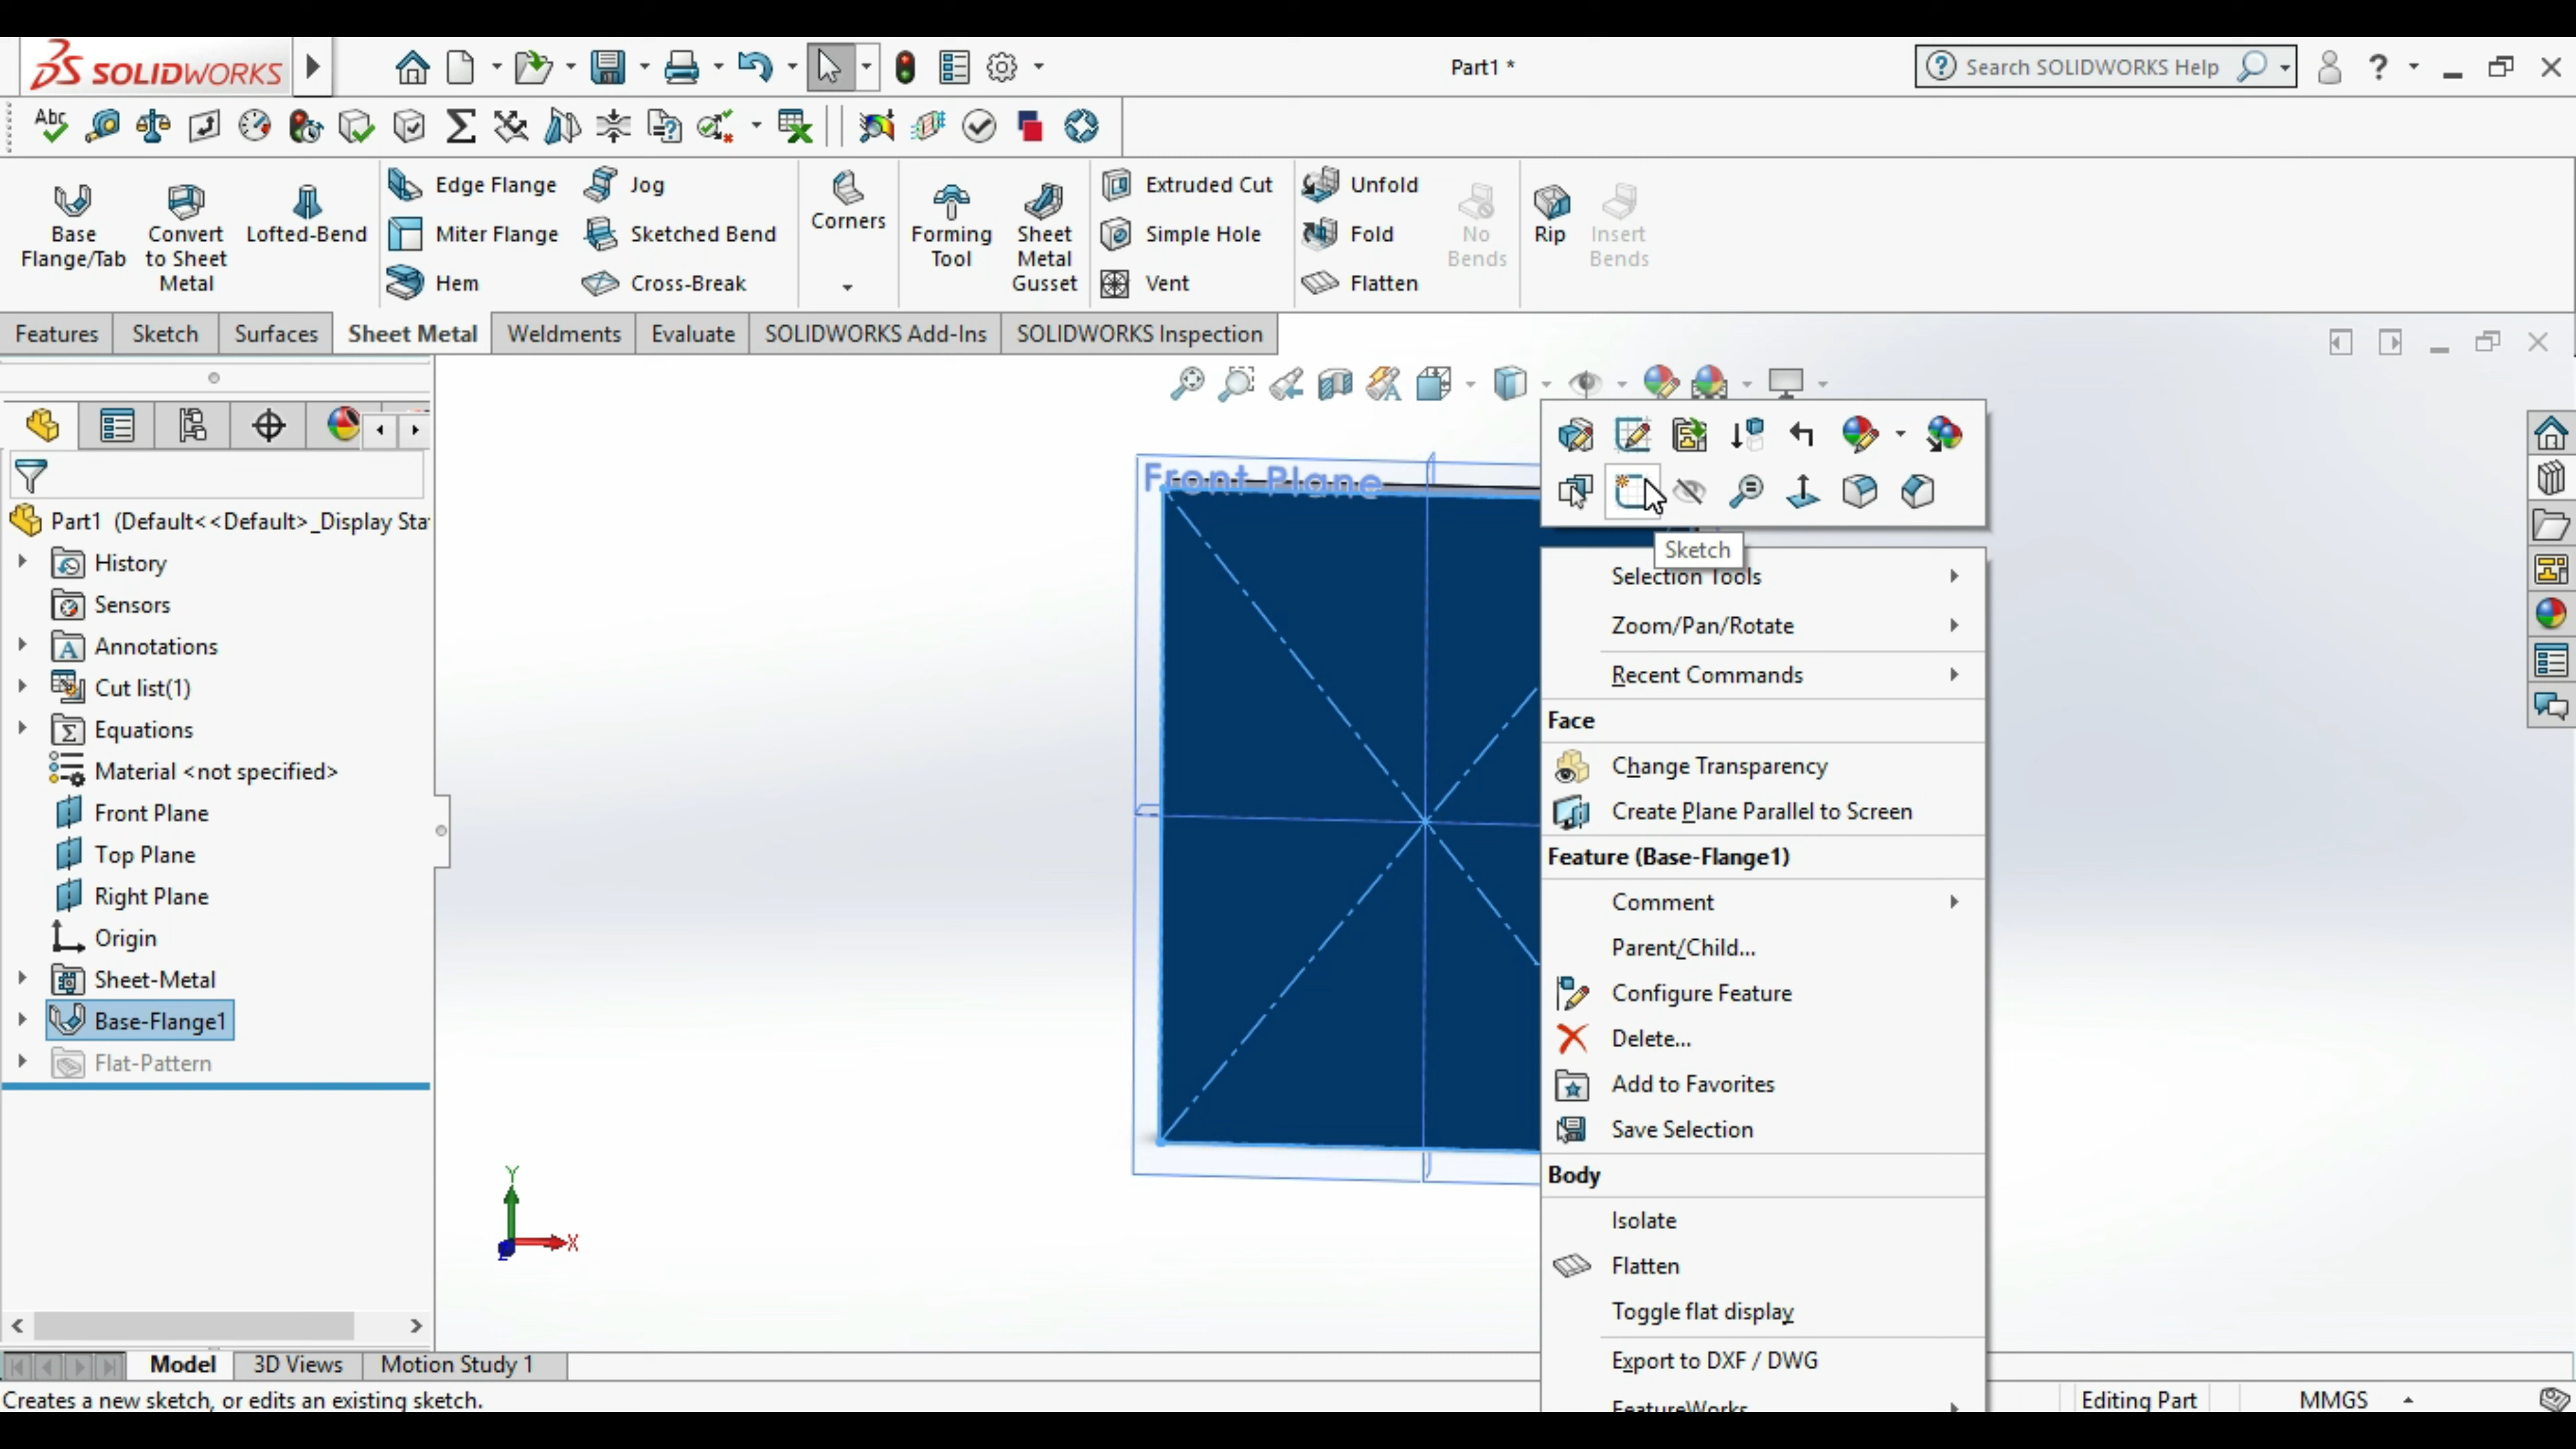 SOLIDWORKS
Part1 *
Search SOLIDWORKS Help
Abc
Base Flange/Tab
Convert to Sheet Metal
Lofted-Bend
Edge Flange
Miter Flange
Hem
Jog
Sketched Bend
Cross-Break
Corners
Forming Tool
Sheet Metal Gusset
Extruded Cut
Simple Hole
Vent
Unfold
Fold
Flatten
No Bends
Rip
Insert Bends
Features
Sketch
Surfaces
Sheet Metal
Weldments
Evaluate
SOLIDWORKS Add-Ins
SOLIDWORKS Inspection
Part1 (Default<<Default>_Display Sta
History
Sensors
Annotations
Cut list(1)
Equations
Material <not specified>
Front Plane
Top Plane
Right Plane
Origin
Sheet-Metal
Base-Flange1
Flat-Pattern
Front Plane
Y
X
Z
Sketch
Selection Tools
Zoom/Pan/Rotate
Recent Commands
Face
Change Transparency
Create Plane Parallel to Screen
Feature (Base-Flange1)
Comment
Parent/Child...
Configure Feature
Delete...
Add to Favorites
Save Selection
Body
Isolate
Flatten
Toggle flat display
Export to DXF / DWG
FeatureWorks
Model
3D Views
Motion Study 1
Creates a new sketch, or edits an existing sketch.
Editing Part
MMGS